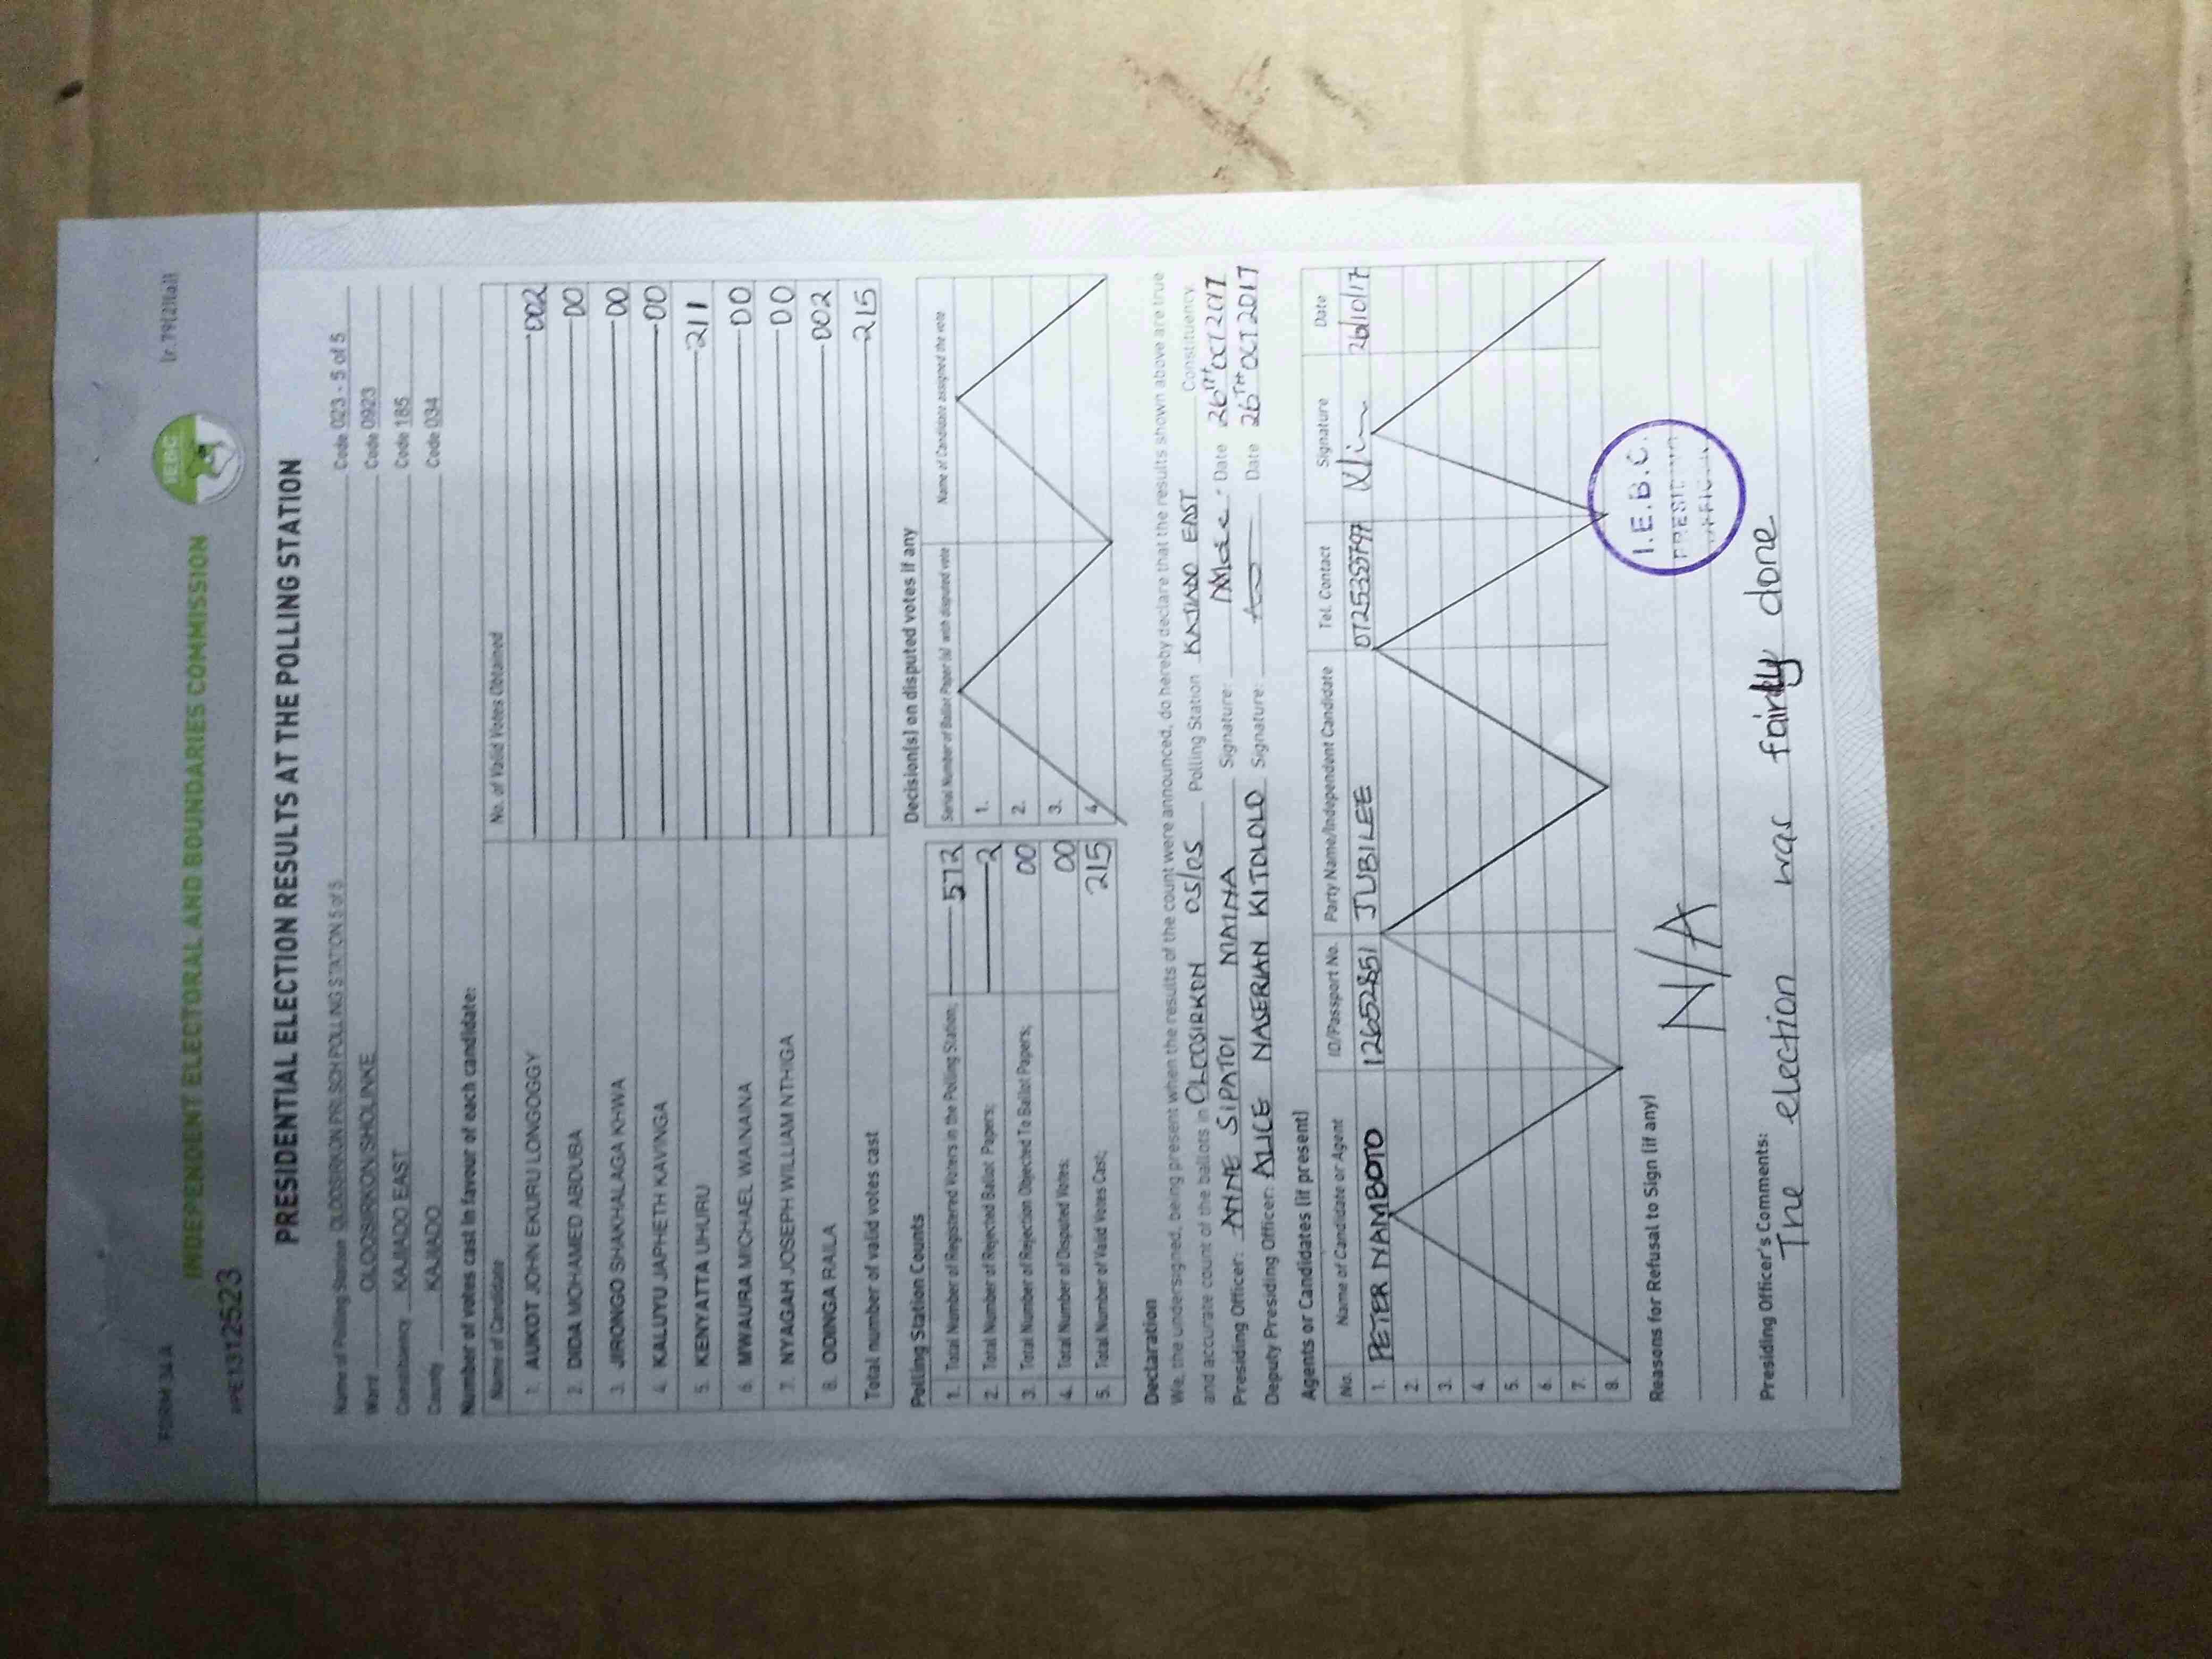 FORM 34A
(r.79(2)(a))
IEBC
INDEPENDENT ELECTORAL AND BOUNDARIES COMMISSION
#PE1312523
PRESIDENTIAL ELECTION RESULTS AT THE POLLING STATION
Name of Polling Station OLOOSIRKON PRI SCH POLLING STATION 5 of 5 Code 023 - 5 of 5
Ward OLOOSIRKON/SHOLINKE Code 0923
Constituency KAJIADO EAST Code 185
County KAJIADO Code 034
Number of votes cast in favour of each candidate:
Name of Candidate No. of Valid Votes Obtained
1. AUKOT JOHN EKURU LONGOGGY 002
2. DIDA MOHAMED ABDUBA 00
3. JIRONGO SHAKHALAGA KHWA 00
4. KALUYU JAPHETH KAVINGA 00
5. KENYATTA UHURU 211
6. MWAURA MICHAEL WAINAINA 00
7. NYAGAH JOSEPH WILLIAM NTHIGA 00
8. ODINGA RAILA 002
Total number of valid votes cast 215
Polling Station Counts
1. Total Number of Registered Voters in the Polling Station; 572
2. Total Number of Rejected Ballot Papers; 2
3. Total Number of Rejection Objected To Ballot Papers; 00
4. Total Number of Disputed Votes; 00
5. Total Number of Valid Votes Cast; 215
Decision(s) on disputed votes if any
Serial Number of Ballot Paper (s) with disputed vote Name of Candidate assigned the vote
1.
2.
3.
4.
Declaration
We, the undersigned, being present when the results of the count were announced, do hereby declare that the results shown above are true
and accurate count of the ballots in OLOOSIRKON 05/05 Polling Station KAJIADO EAST Constituency.
Presiding Officer: ANNE SIPATOI MAINA Signature: Date 26TH OCT 2017
Deputy Presiding Officer: ALICE NASERIAN KITOLOLO Signature: Date 26TH OCT 2017
Agents or Candidates (if present)
No. Name of Candidate or Agent ID/Passport No. Party Name/Independent Candidate Tel. Contact Signature Date
1. PETER NAMBOTO 12652851 JUBILEE 26/10/17
2.
3.
4.
5.
6.
7.
8.
I.E.B.C.
PRESIDING
OFFICER
Reasons for Refusal to Sign (if any)
N/A
Presiding Officer's Comments:
The election was fairly done